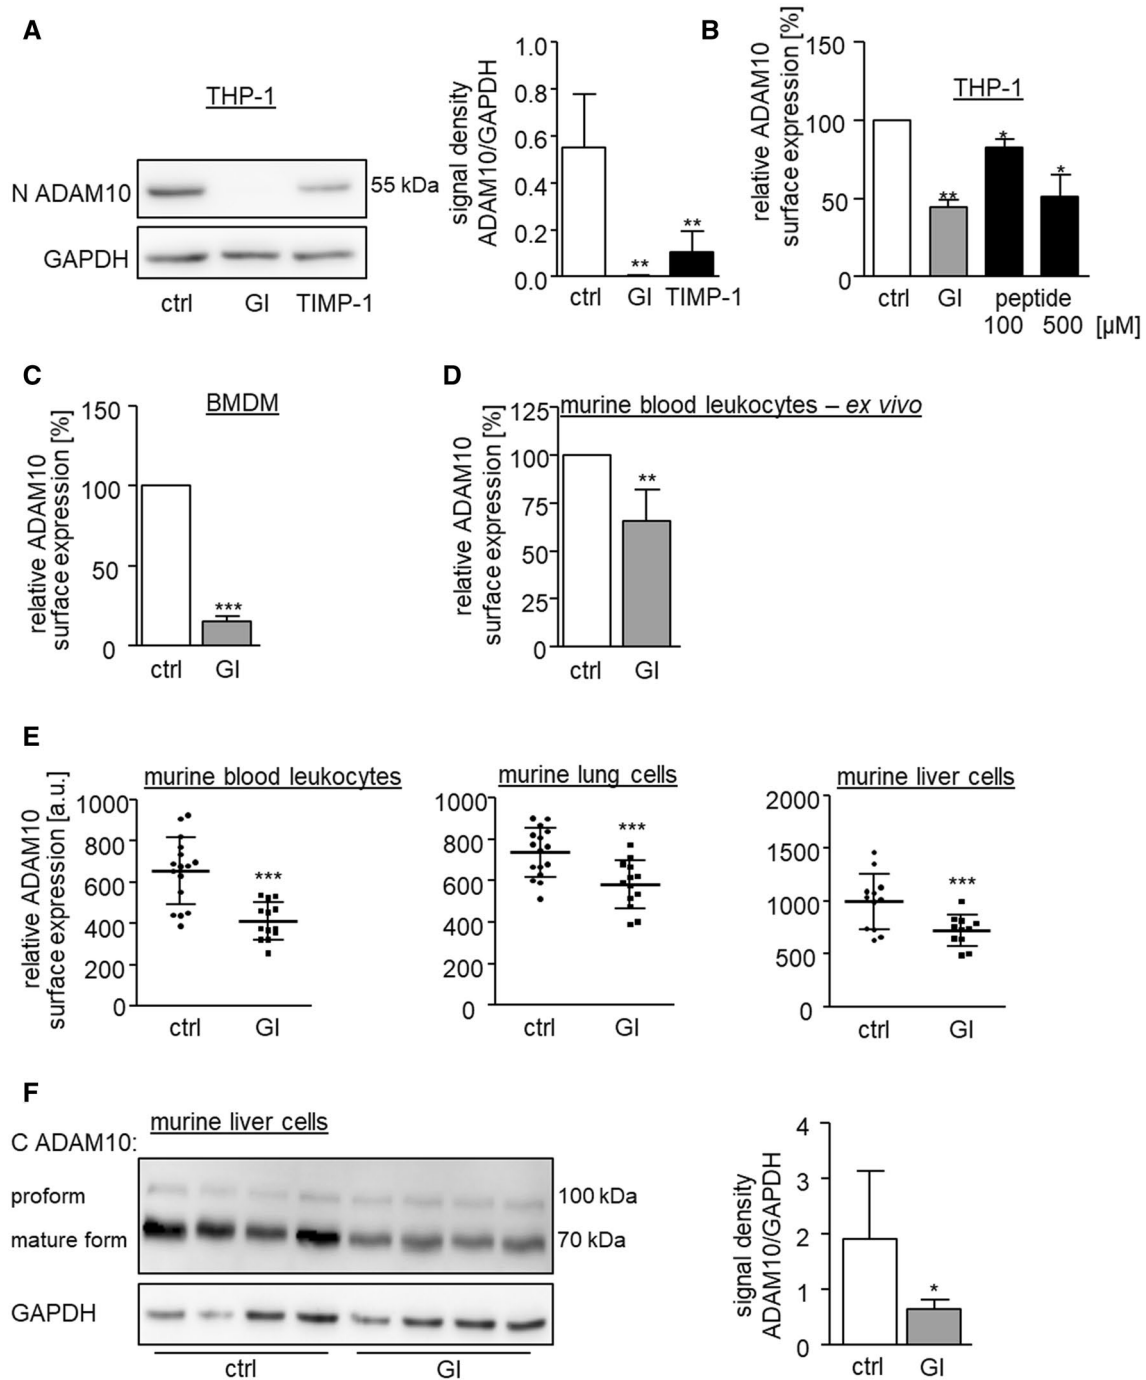 A
THP-1
N ADAM10
55 kDa
GAPDH
ctrl GI TIMP-1
signal density
ADAM10/GAPDH
1.0
0.8
0.6
0.4
0.2
0.0
** **
ctrl GI TIMP-1
B
relative ADAM10
surface expression [%]
THP-1
150
100
50
0
** * *
ctrl GI peptide
100 500 [µM]
C
BMDM
relative ADAM10
surface expression [%]
150
100
50
0
***
ctrl GI
D
murine blood leukocytes – ex vivo
relative ADAM10
surface expression [%]
125
100
75
50
25
0
**
ctrl GI
E
relative ADAM10
surface expression [a.u.]
murine blood leukocytes
1000
800
600
400
200
0
***
ctrl GI
murine lung cells
1000
800
600
400
200
0
***
ctrl GI
murine liver cells
2000
1500
1000
500
0
***
ctrl GI
F
murine liver cells
C ADAM10:
proform
100 kDa
mature form
70 kDa
GAPDH
ctrl GI
signal density
ADAM10/GAPDH
4
3
2
1
0
*
ctrl GI